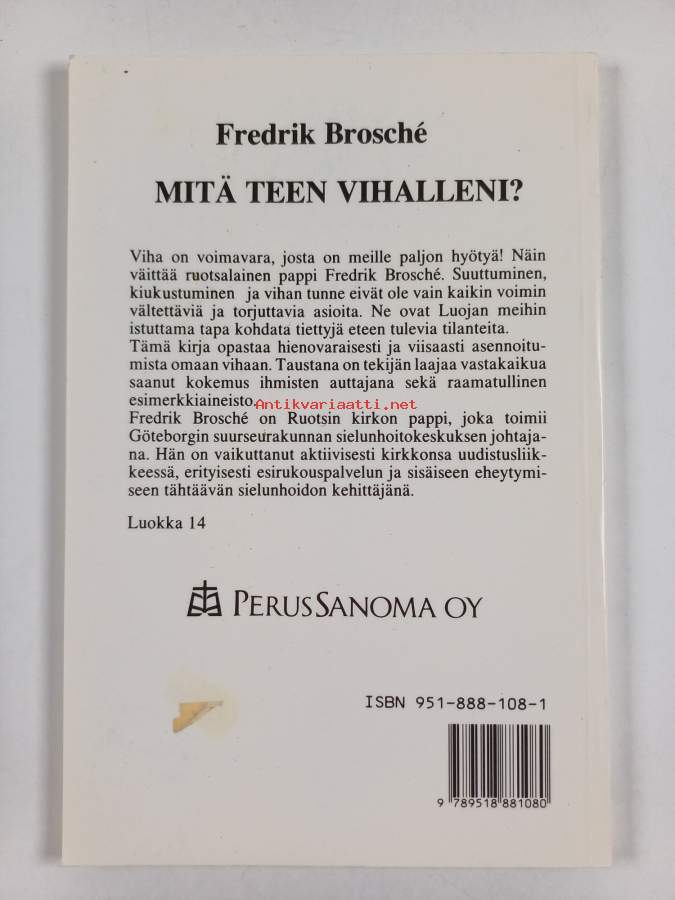 Fredrik Brosché
MITÄ TEEN VIHALLENI?
Viha on voimavara, josta on meille paljon hyötyä! Näin
väittää ruotsalainen pappi Fredrik Brosché. Suuttuminen,
kiukustuminen ja vihan tunne eivät ole vain kaikin voimin
vältettäviä ja torjuttavia asioita. Ne ovat Luojan meihin
istuttama tapa kohdata tiettyjä eteen tulevia tilanteita.
Tämä kirja opastaa hienovaraisesti ja viisaasti asennoitu-
mista omaan vihaan. Taustana on tekijän laajaa vastakaikua
saanut kokemus ihmisten auttajana sekä raamatullinen
esimerkkiaineisto.
Antikvariaatti.net
Fredrik Brosché on Ruotsin kirkon pappi, joka toimii
Göteborgin suurseurakunnan sielunhoitokeskuksen johtaja-
na. Hän on vaikuttanut aktiivisesti kirkkonsa uudistusliik-
keessä, erityisesti esirukouspalvelun ja sisäiseen eheytymi-
seen tähtäävän sielunhoidon kehittäjänä.
Luokka 14
PERUSSANOMA OY
ISBN 951-888-108-1
9 789518 881080